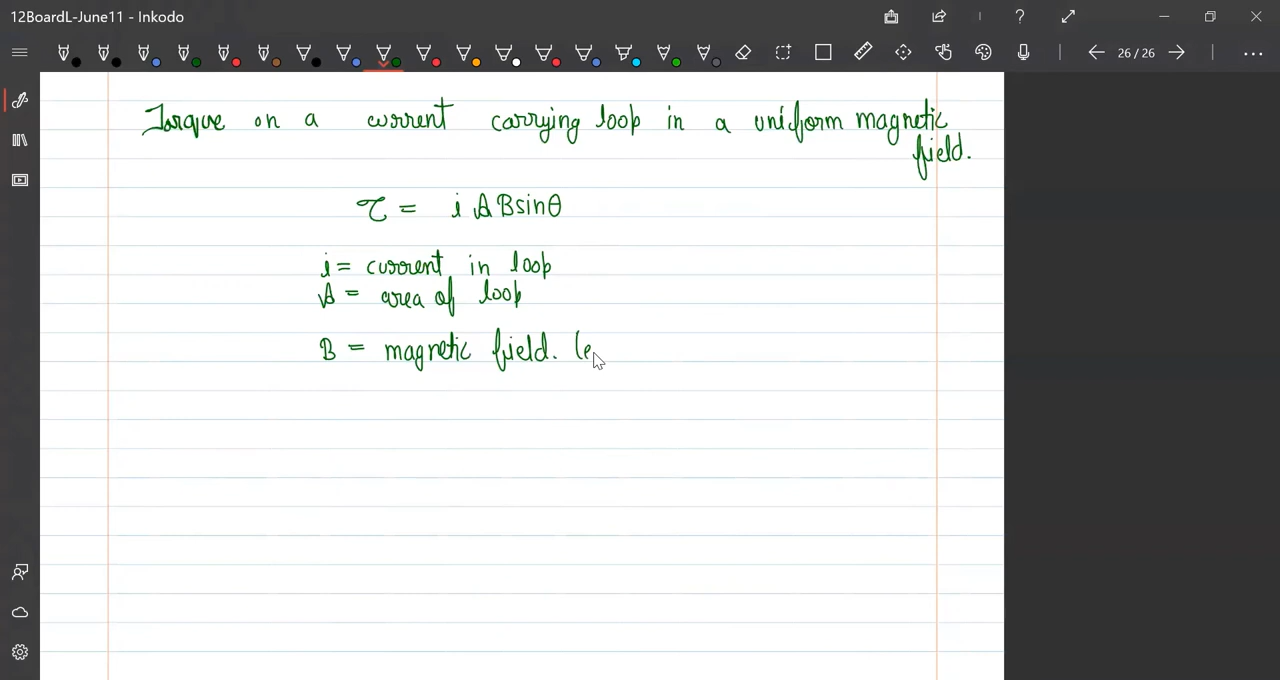 12BoardL-June11 - Inkodo
26/26
Torque on a current carrying loop in a uniform magnetic
field.
τ = i A B sinθ
i = current in loop
A = area of loop
B = magnetic field. (e